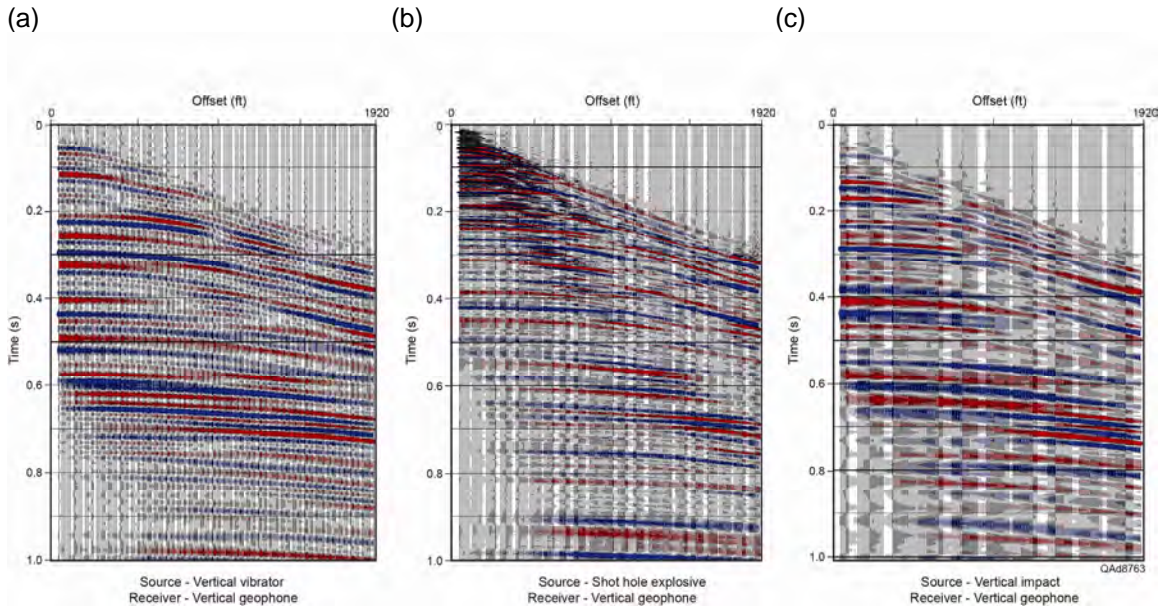 (a)
(b)
(c)
Offset (ft)
0 1920
Time (s)
0
0.2
0.4
0.6
0.8
1.0
Source - Vertical vibrator
Receiver - Vertical geophone
Offset (ft)
0 1920
Time (s)
0
0.2
0.4
0.6
0.8
1.0
Source - Shot hole explosive
Receiver - Vertical geophone
Offset (ft)
0 1920
Time (s)
0
0.2
0.4
0.6
0.8
1.0
QAd8763
Source - Vertical impact
Receiver - Vertical geophone